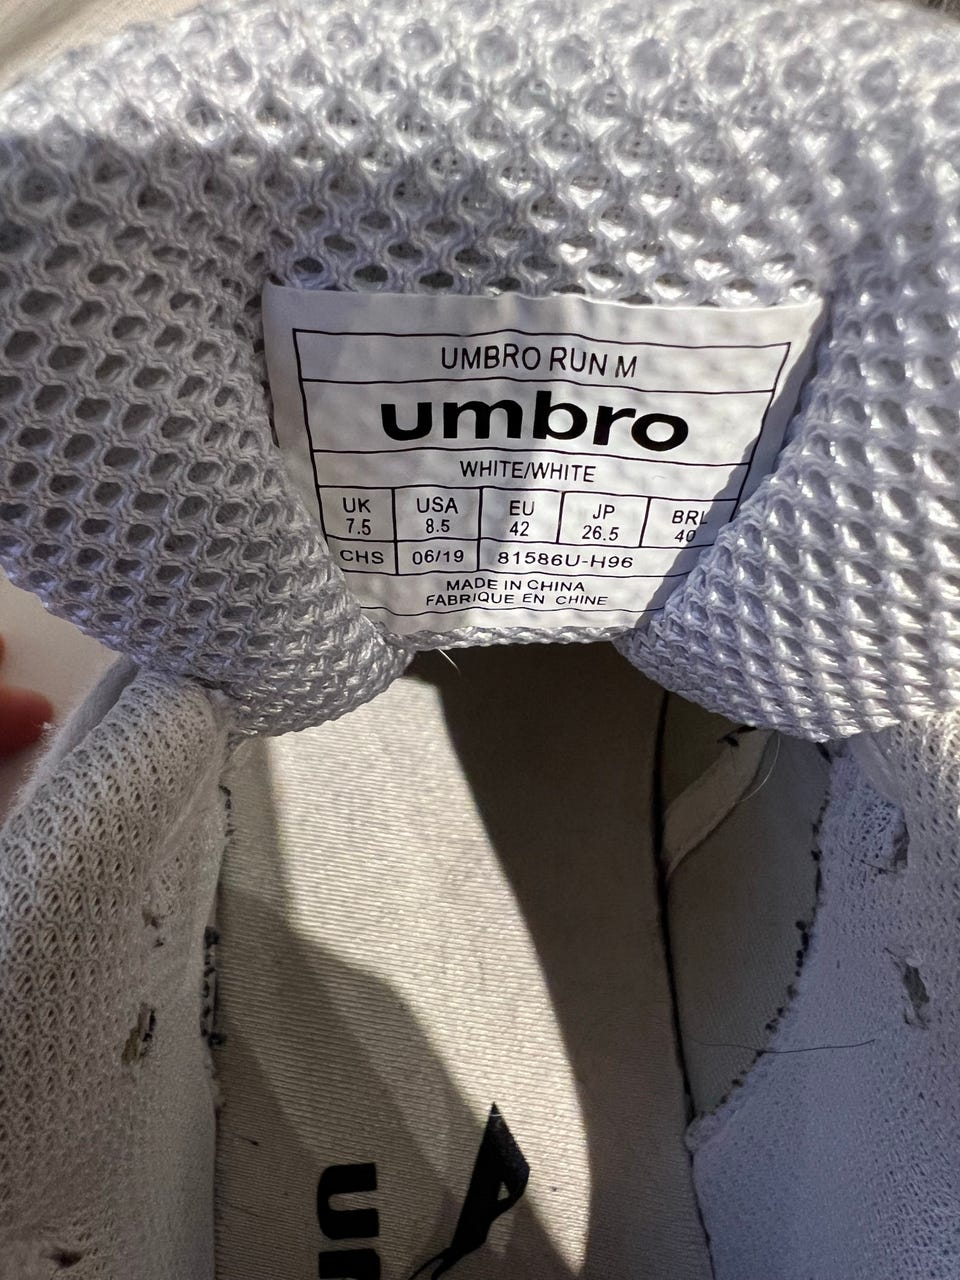 UMBRO RUN M
umbro
WHITE/WHITE
UK USA EU JP BRL
7.5 8.5 42 26.5 40
CHS 06/19 81586U-H96
MADE IN CHINA
FABRIQUE EN CHINE